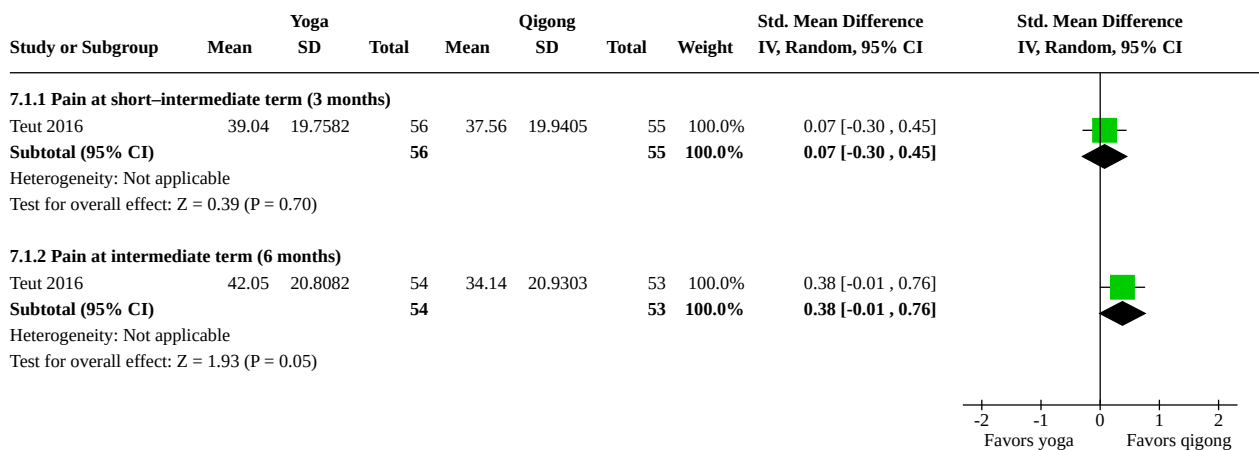 Yoga Qigong Std. Mean Difference Std. Mean Difference
Study or Subgroup Mean SD Total Mean SD Total Weight IV, Random, 95% CI IV, Random, 95% CI
7.1.1 Pain at short–intermediate term (3 months)
Teut 2016 39.04 19.7582 56 37.56 19.9405 55 100.0% 0.07 [-0.30 , 0.45]
Subtotal (95% CI) 56 55 100.0% 0.07 [-0.30 , 0.45]
Heterogeneity: Not applicable
Test for overall effect: Z = 0.39 (P = 0.70)
7.1.2 Pain at intermediate term (6 months)
Teut 2016 42.05 20.8082 54 34.14 20.9303 53 100.0% 0.38 [-0.01 , 0.76]
Subtotal (95% CI) 54 53 100.0% 0.38 [-0.01 , 0.76]
Heterogeneity: Not applicable
Test for overall effect: Z = 1.93 (P = 0.05)
-2 -1 0 1 2
Favors yoga Favors qigong